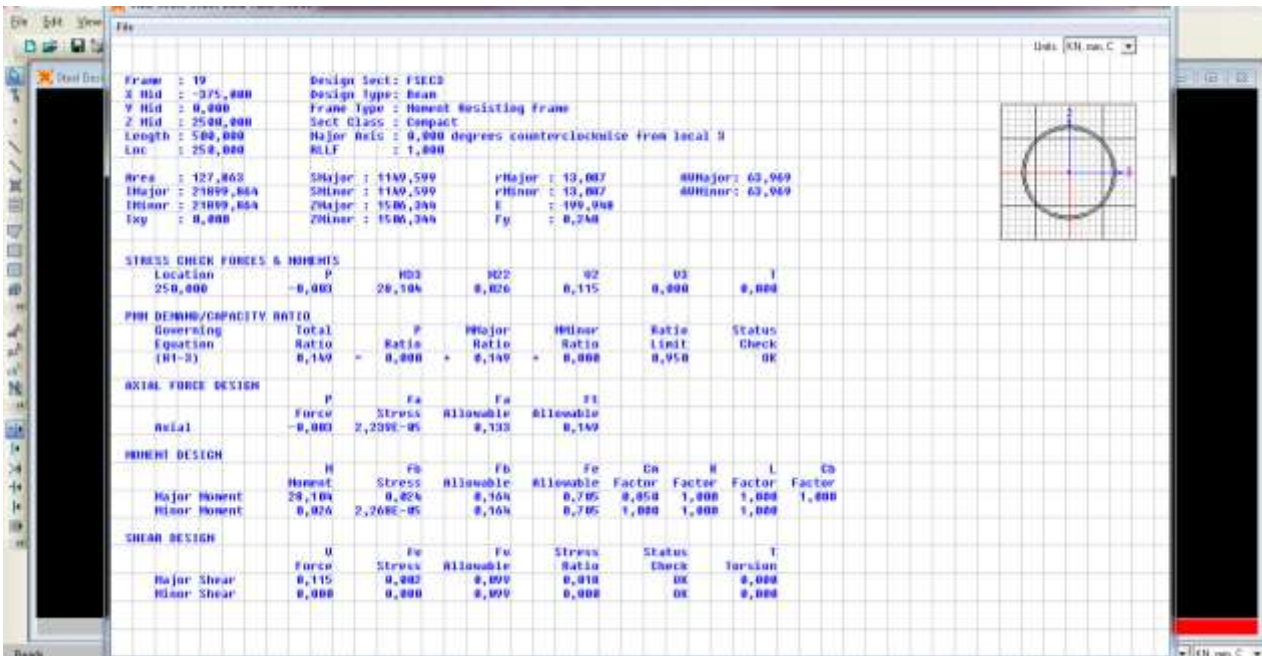 File Edit View
File
Units KN, mm, C
Steel Des
Frame : 19 Design Sect: FSEC3
X Mid : -375,000 Design Type: Beam
Y Mid : 0,000 Frame Type : Moment Resisting Frame
Z Mid : 2500,000 Sect Class : Compact
Length : 500,000 Major Axis : 0,000 degrees counterclockwise from local 3
Loc : 250,000 RLLF : 1,000
Area : 127,863 SMajor : 1149,599 rMajor : 13,087 AVMajor: 63,969
IMajor : 21899,864 SMinor : 1149,599 rMinor : 13,087 AVMinor: 63,969
IMinor : 21899,864 ZMajor : 1506,344 E : 199,948
Ixy : 0,000 ZMinor : 1506,344 Fy : 0,248
STRESS CHECK FORCES & MOMENTS
Location P M33 M22 V2 V3 T
250,000 -0,003 28,104 0,026 0,115 0,000 0,000
PMM DEMAND/CAPACITY RATIO
Governing Total P MMajor MMinor Ratio Status
Equation Ratio Ratio Ratio Ratio Limit Check
(H1-3) 0,149 = 0,000 + 0,149 + 0,000 0,950 OK
AXIAL FORCE DESIGN
P fa Fa Ft
Force Stress Allowable Allowable
Axial -0,003 2,239E-05 0,133 0,149
MOMENT DESIGN
M fb Fb Fe Cm K L Cb
Moment Stress Allowable Allowable Factor Factor Factor Factor
Major Moment 28,104 0,024 0,164 0,705 0,850 1,000 1,000 1,000
Minor Moment 0,026 2,268E-05 0,164 0,705 1,000 1,000 1,000
SHEAR DESIGN
V fv Fv Stress Status T
Force Stress Allowable Ratio Check Torsion
Major Shear 0,115 0,002 0,099 0,018 OK 0,000
Minor Shear 0,000 0,000 0,099 0,000 OK 0,000
Ready
KN, mm, C